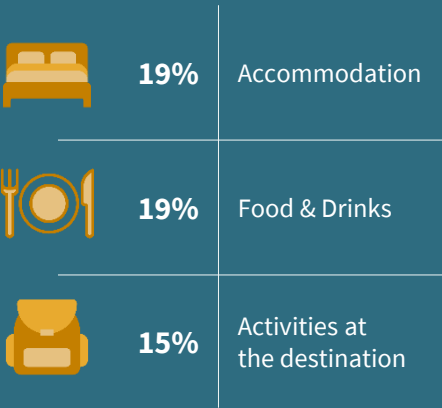 19% Accommodation
19% Food & Drinks
15% Activities at
the destination